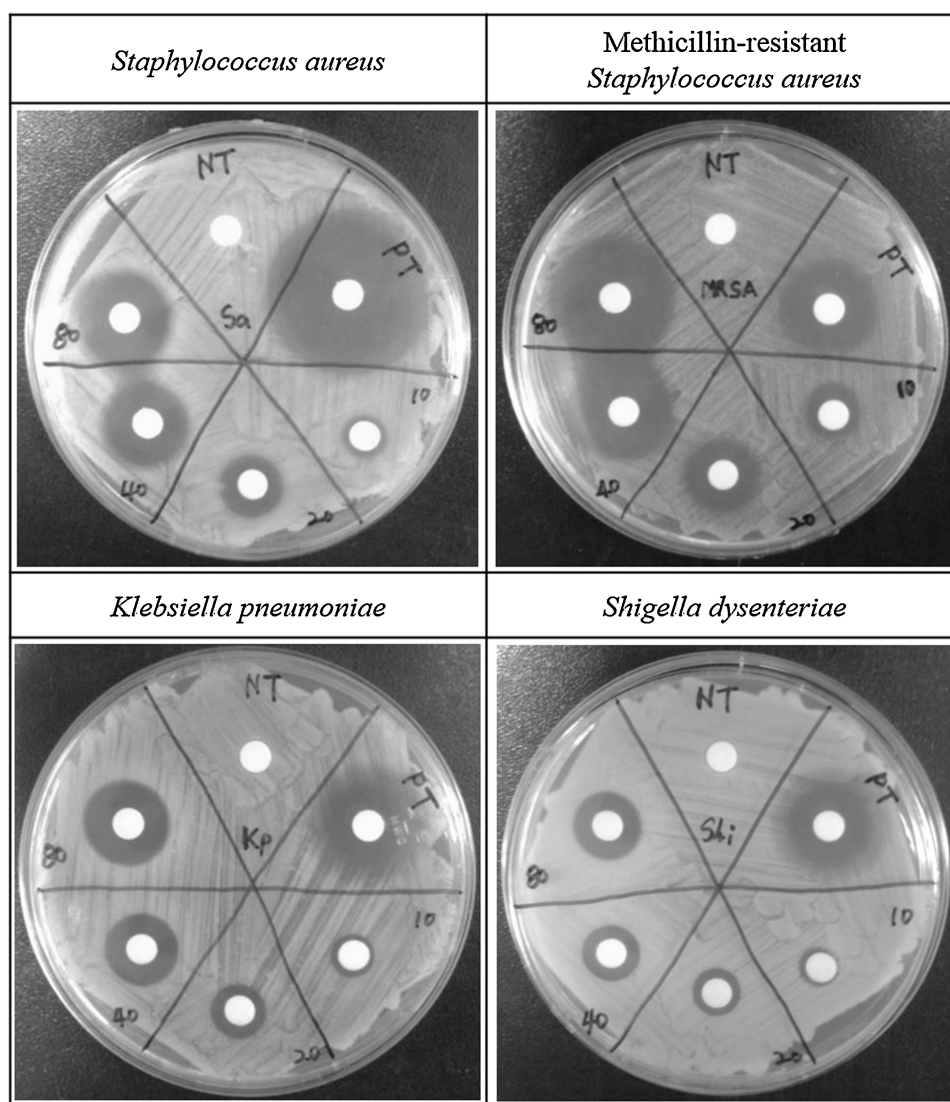 Staphylococcus aureus
Methicillin-resistant
Staphylococcus aureus
NT
PT
Sa
80
10
40
20
NT
PT
MRSA
80
10
40
20
Klebsiella pneumoniae
Shigella dysenteriae
NT
PT
Kp
80
10
40
20
NT
PT
Shi
80
10
40
20